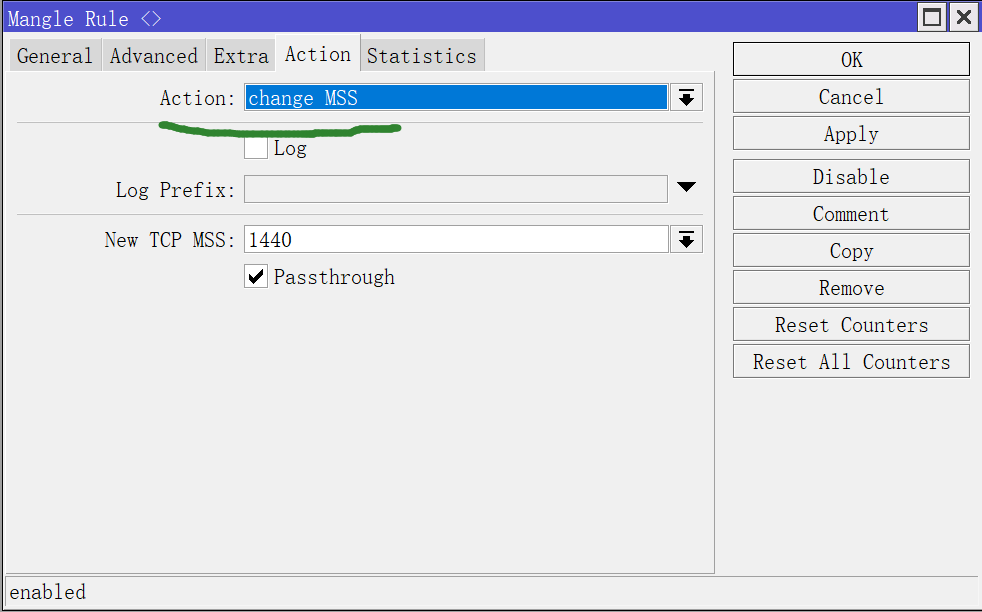 Mangle Rule <>
General Advanced Extra Action Statistics
Action: change MSS
Log
Log Prefix:
New TCP MSS: 1440
Passthrough
OK
Cancel
Apply
Disable
Comment
Copy
Remove
Reset Counters
Reset All Counters
enabled